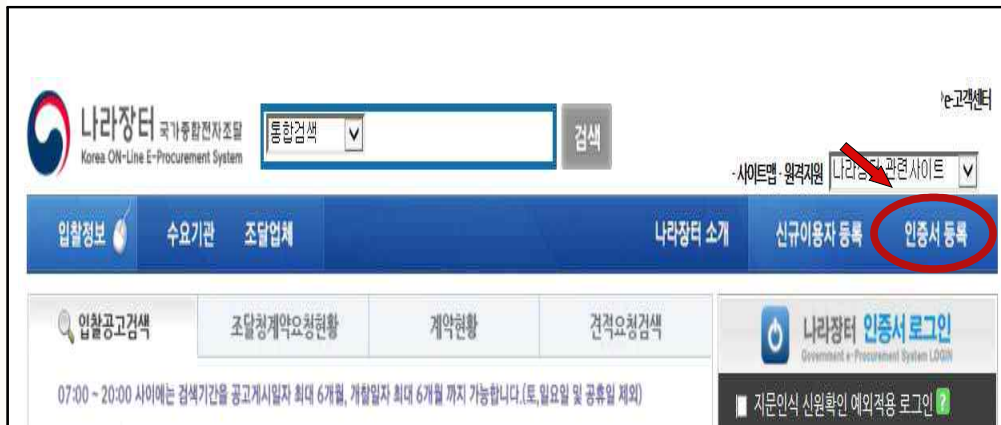 e-고객센터
나라장터 국가종합전자조달
Korea ON-Line E-Procurement System
통합검색
검색
· 사이트맵 · 원격지원
나라장터 관련사이트
입찰정보
수요기관
조달업체
나라장터 소개
신규이용자 등록
인증서 등록
입찰공고검색
조달청계약요청현황
계약현황
견적요청검색
나라장터 인증서 로그인
Government e-Procurement System LOGIN
07:00 ~ 20:00 사이에는 검색기간을 공고게시일자 최대 6개월, 개찰일자 최대 6개월 까지 가능합니다.(토,일요일 및 공휴일 제외)
지문인식 신원확인 예외적용 로그인 ?